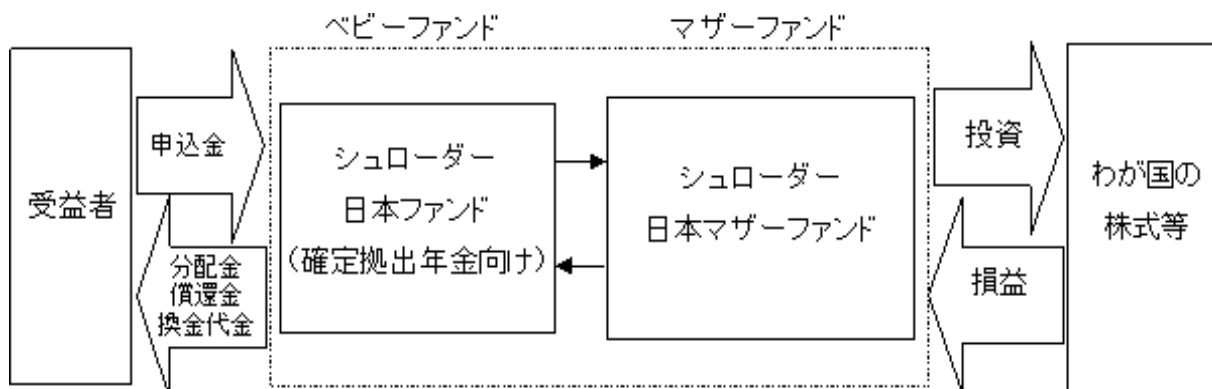 ベビーファンド
マザーファンド
受益者
申込金
分配金
償還金
換金代金
シュローダー
日本ファンド
(確定拠出年金向け)
シュローダー
日本マザーファンド
投資
損益
わが国の
株式等